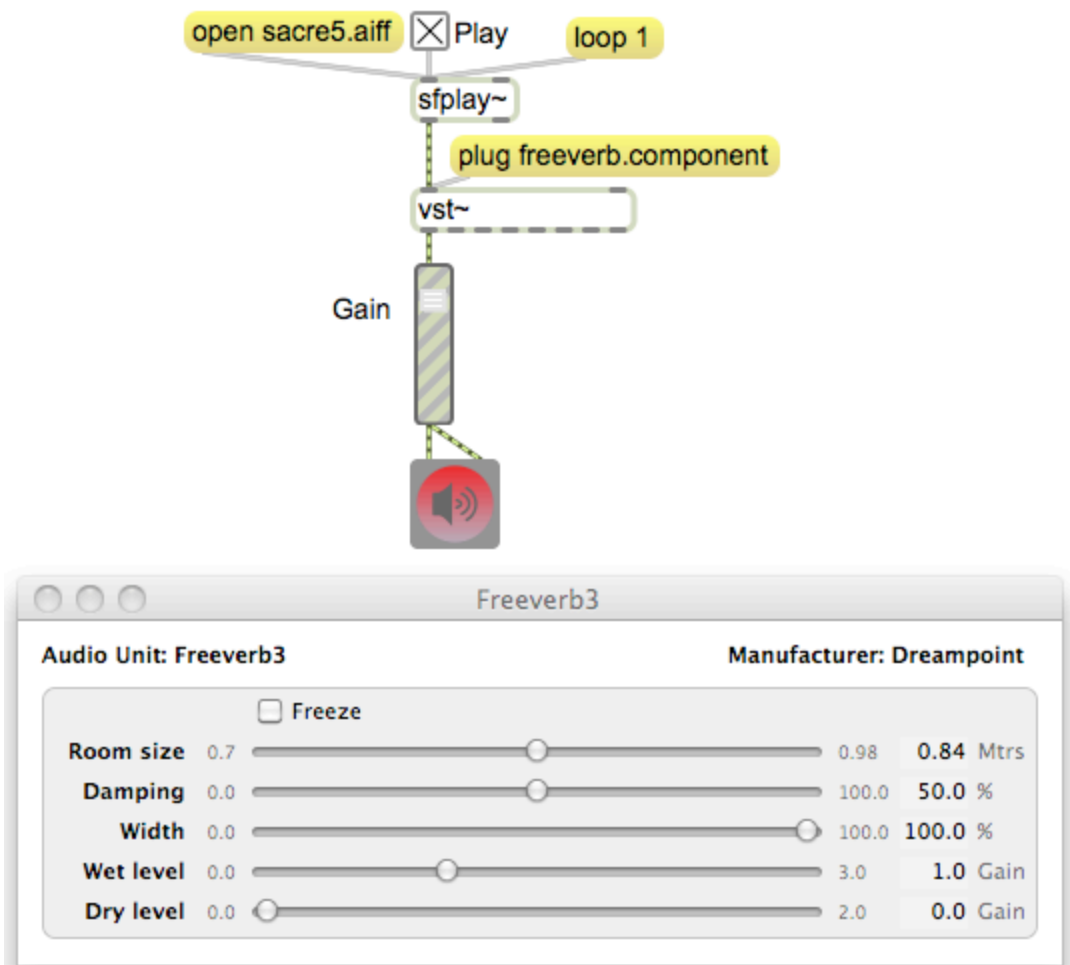 open sacre5.aiff Play loop 1
sfplay~
plug freeverb.component
vst~
Gain
Freeverb3
Audio Unit: Freeverb3 Manufacturer: Dreampoint
Freeze
Room size 0.7 0.98 0.84 Mtrs
Damping 0.0 100.0 50.0 %
Width 0.0 100.0 100.0 %
Wet level 0.0 3.0 1.0 Gain
Dry level 0.0 2.0 0.0 Gain